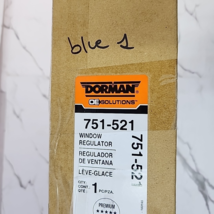 blue 1
DORMAN
OE SOLUTIONS
751-521
WINDOW
REGULATOR
REGULADOR
DE VENTANA
LÈVE-GLACE
1
751-521
PREMIUM